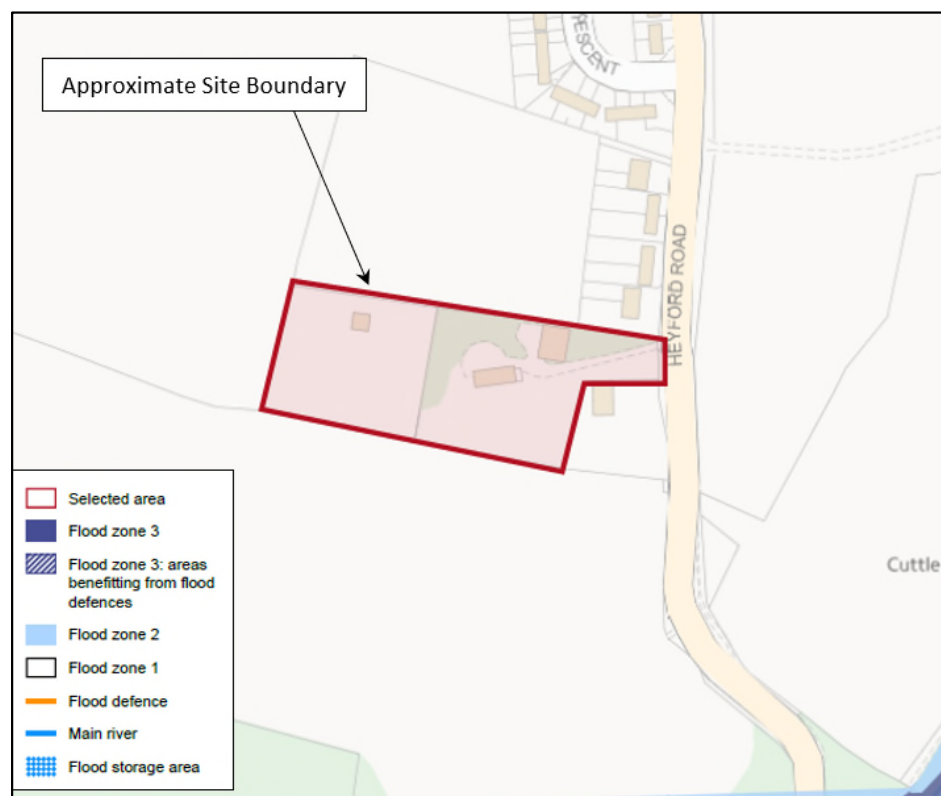 RESCENT
Approximate Site Boundary
HEYFORD ROAD
Cuttle
Selected area
Flood zone 3
Flood zone 3: areas
benefitting from flood
defences
Flood zone 2
Flood zone 1
Flood defence
Main river
Flood storage area